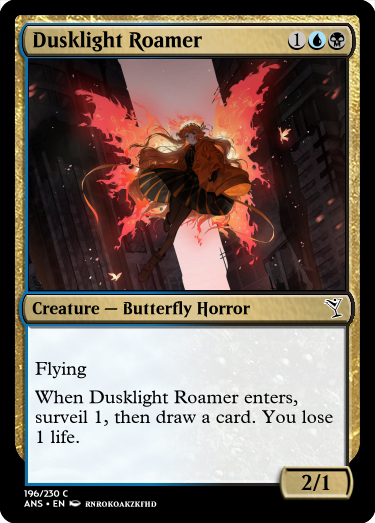 Dusklight Roamer 1
Creature — Butterfly Horror
Flying
When Dusklight Roamer enters,
surveil 1, then draw a card. You lose
1 life.
2/1
196/230 C
ANS • EN RNROKOAKZKFHD